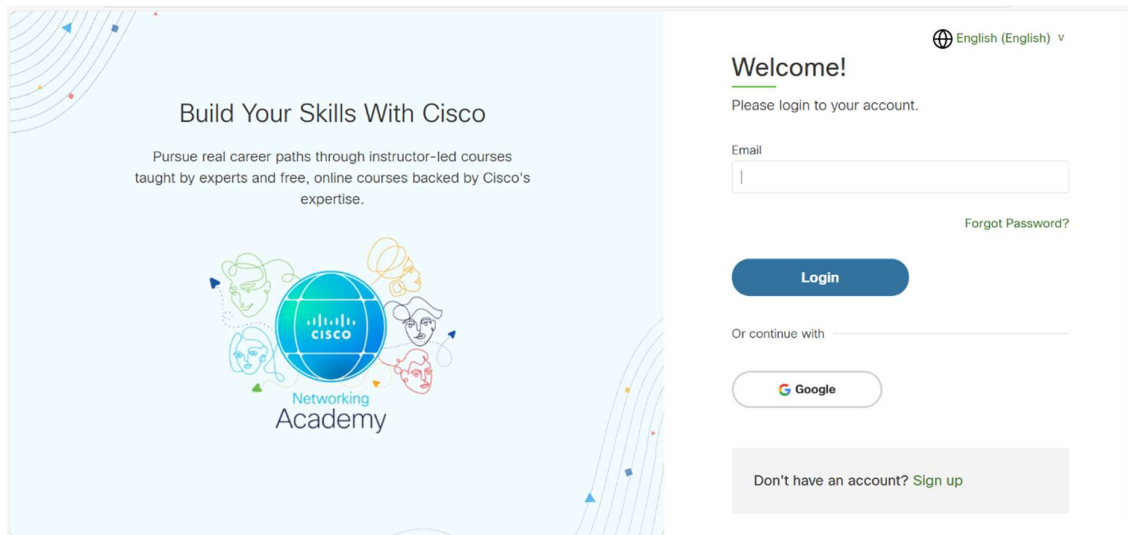 Build Your Skills With Cisco
Pursue real career paths through instructor-led courses
taught by experts and free, online courses backed by Cisco's
expertise.
CISCO
Networking
Academy
English (English) v
Welcome!
Please login to your account.
Email
Forgot Password?
Login
Or continue with
G Google
Don't have an account? Sign up